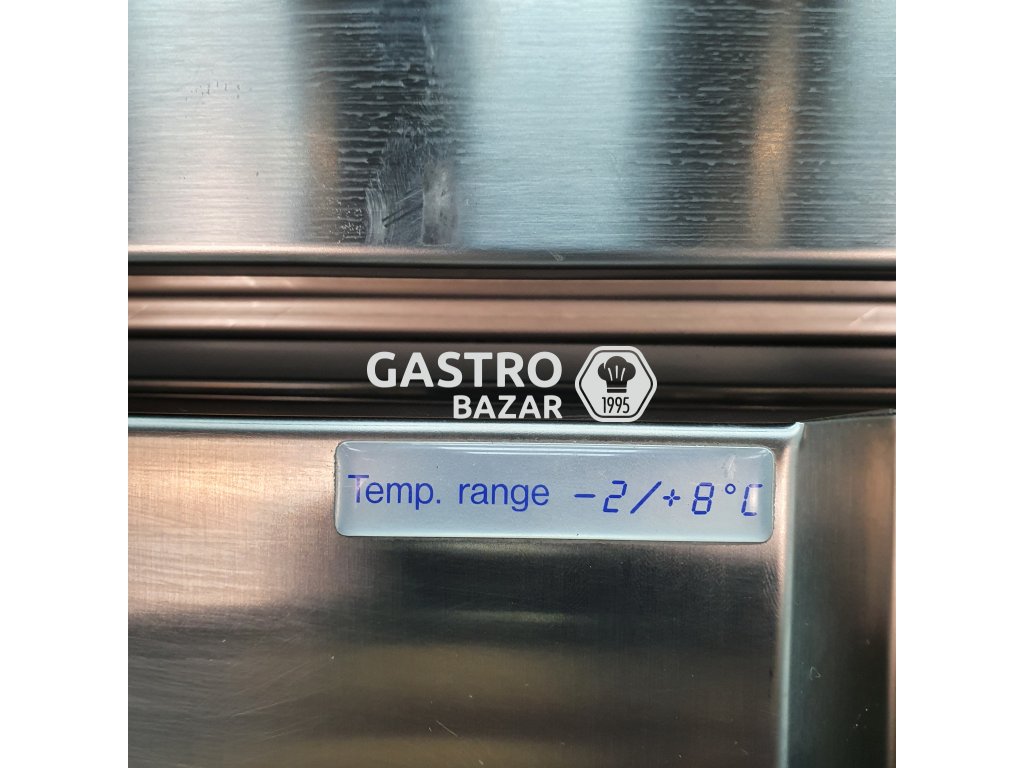 GASTRO
BAZAR
1995
Temp. range -2/+8°C